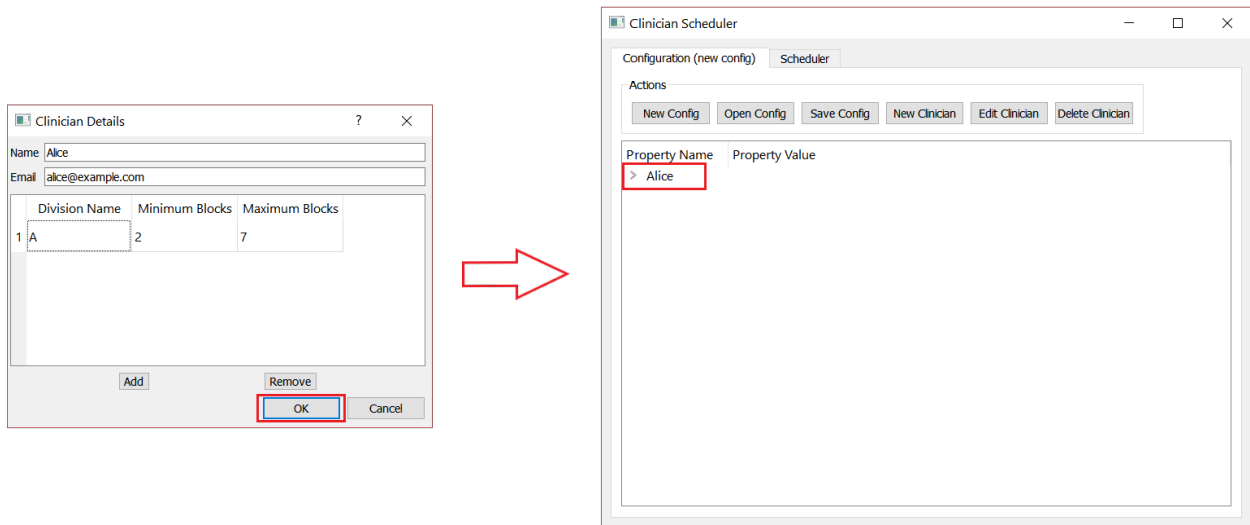 Clinician Details ?
Name Alice
Email alice@example.com
Division Name Minimum Blocks Maximum Blocks
1 A 2 7
Add Remove
OK Cancel
Clinician Scheduler
Configuration (new config) Scheduler
Actions
New Config Open Config Save Config New Clinician Edit Clinician Delete Clinician
Property Name Property Value
Alice